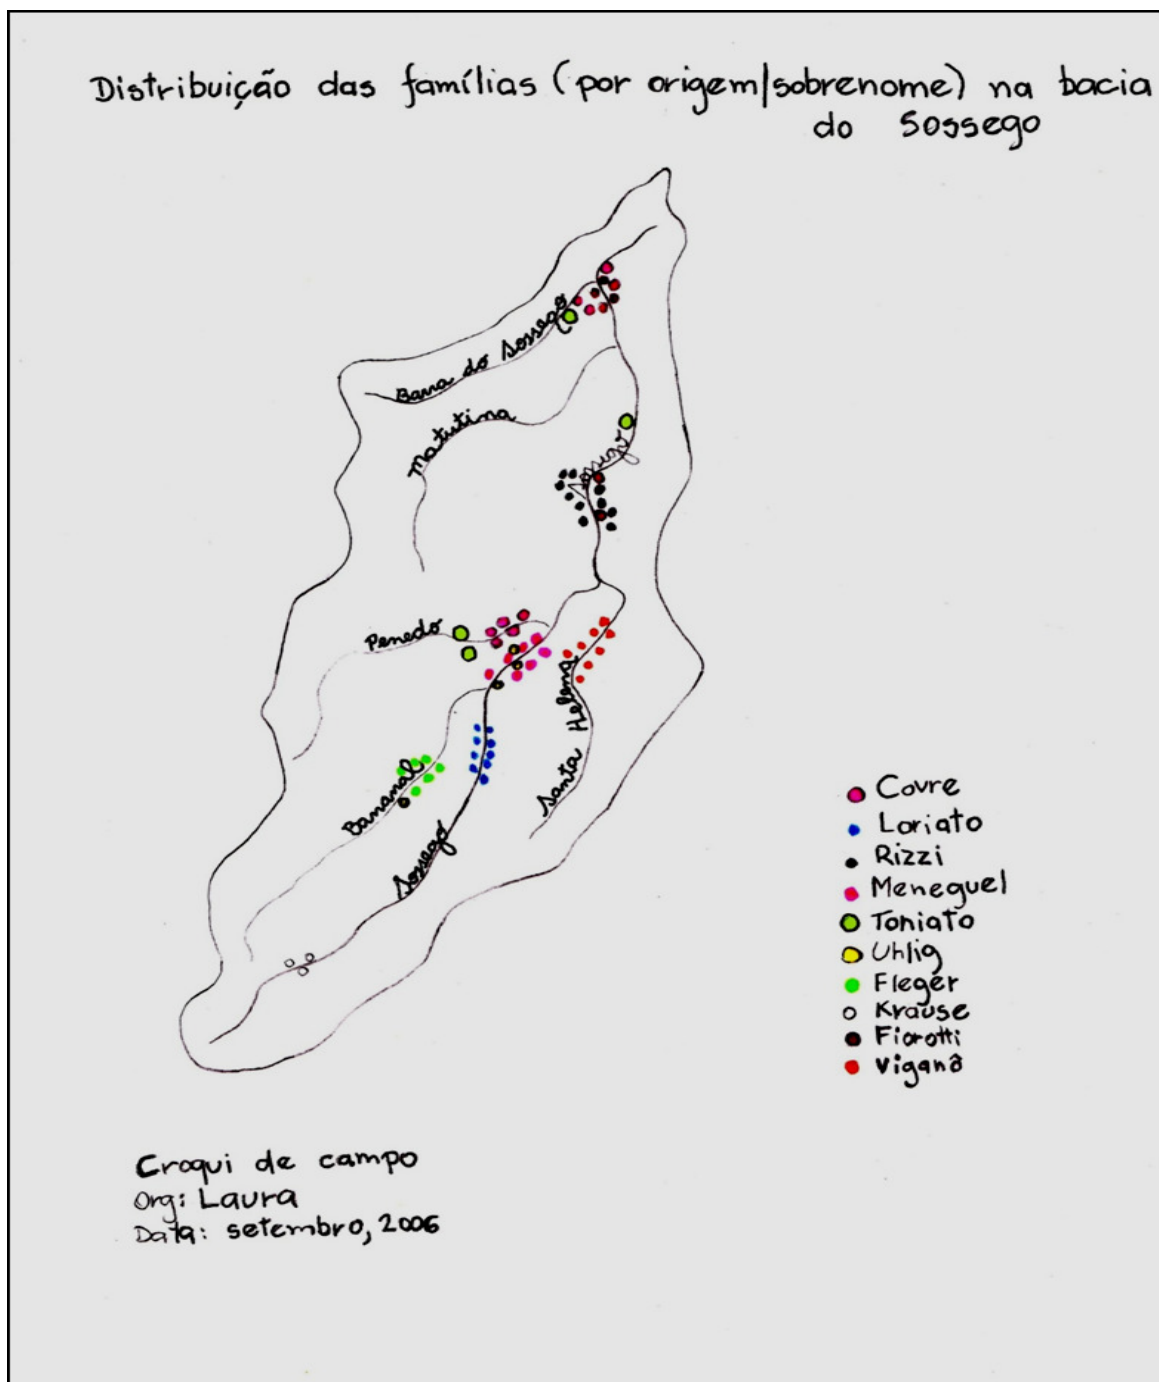 Distribuição das famílias (por origem/sobrenome) na bacia
do Sossego
Barra do Sossego
Matutina
Sossego
Penedo
Santa Helena
Bananal
Sossego
Covre
Loriato
Rizzi
Meneguel
Toniato
Uhlig
Fleger
Krause
Fiorotti
Viganô
Croqui de campo
Org: Laura
Data: setembro, 2006